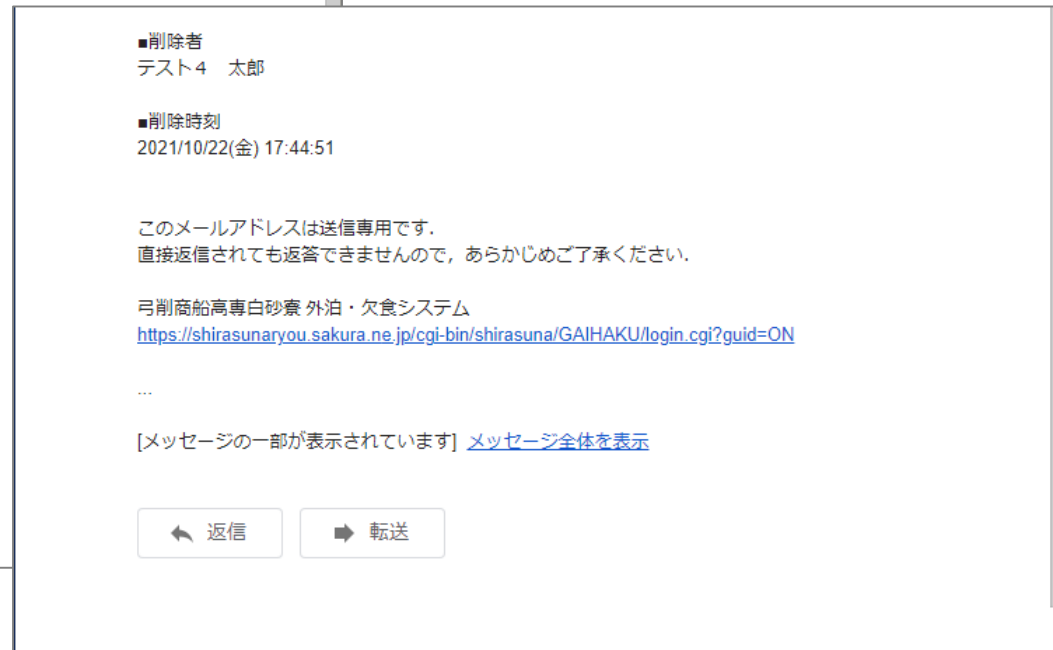 ■削除者
テスト4　太郎
■削除時刻
2021/10/22(金) 17:44:51
このメールアドレスは送信専用です.
直接返信されても返答できませんので，あらかじめご了承ください.
弓削商船高専白砂寮 外泊・欠食システム
https://shirasunaryou.sakura.ne.jp/cgi-bin/shirasuna/GAIHAKU/login.cgi?guid=ON
...
[メッセージの一部が表示されています] メッセージ全体を表示
返信 転送